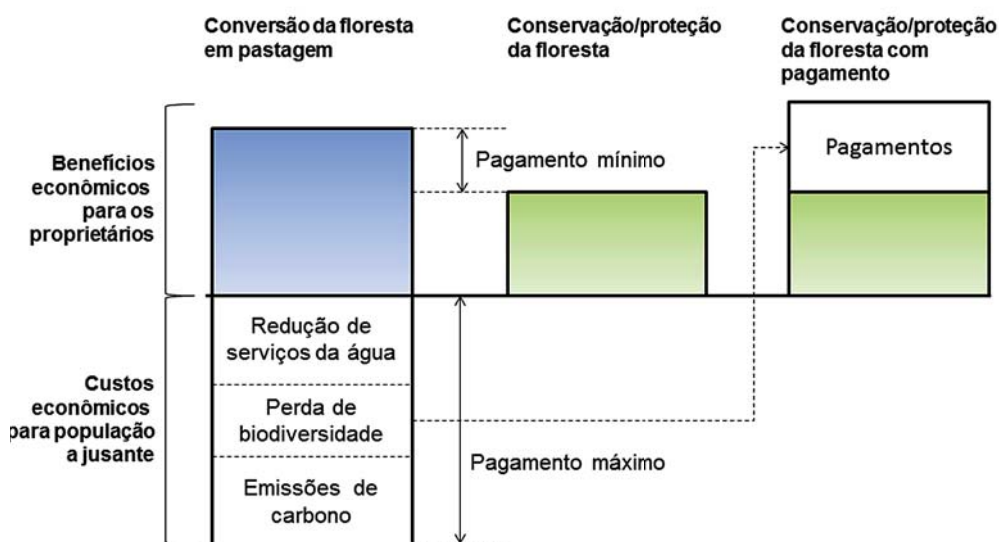 Conversão da floresta
em pastagem
Conservação/proteção
da floresta
Conservação/proteção
da floresta com
pagamento
Benefícios
econômicos
para os
proprietários
Pagamento mínimo
Pagamentos
Custos
econômicos
para população
a jusante
Redução de
serviços da água
Perda de
biodiversidade
Emissões de
carbono
Pagamento máximo